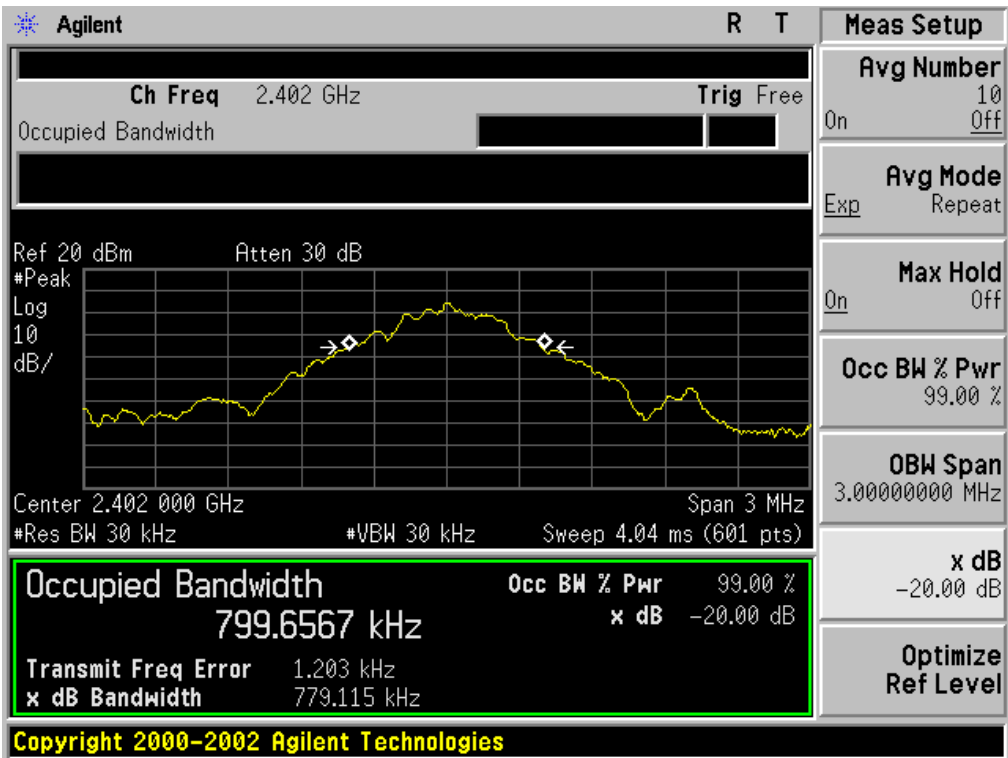 Agilent R T
Ch Freq 2.402 GHz Trig Free
Occupied Bandwidth
Ref 20 dBm Atten 30 dB
#Peak
Log
10
dB/
Center 2.402 000 GHz Span 3 MHz
#Res BW 30 kHz #VBW 30 kHz Sweep 4.04 ms (601 pts)
Occupied Bandwidth
799.6567 kHz
Occ BW % Pwr 99.00 %
x dB -20.00 dB
Transmit Freq Error 1.203 kHz
x dB Bandwidth 779.115 kHz
Copyright 2000-2002 Agilent Technologies
Meas Setup
Avg Number
10
On Off
Avg Mode
Exp Repeat
Max Hold
On Off
Occ BW % Pwr
99.00 %
OBW Span
3.00000000 MHz
x dB
-20.00 dB
Optimize
Ref Level